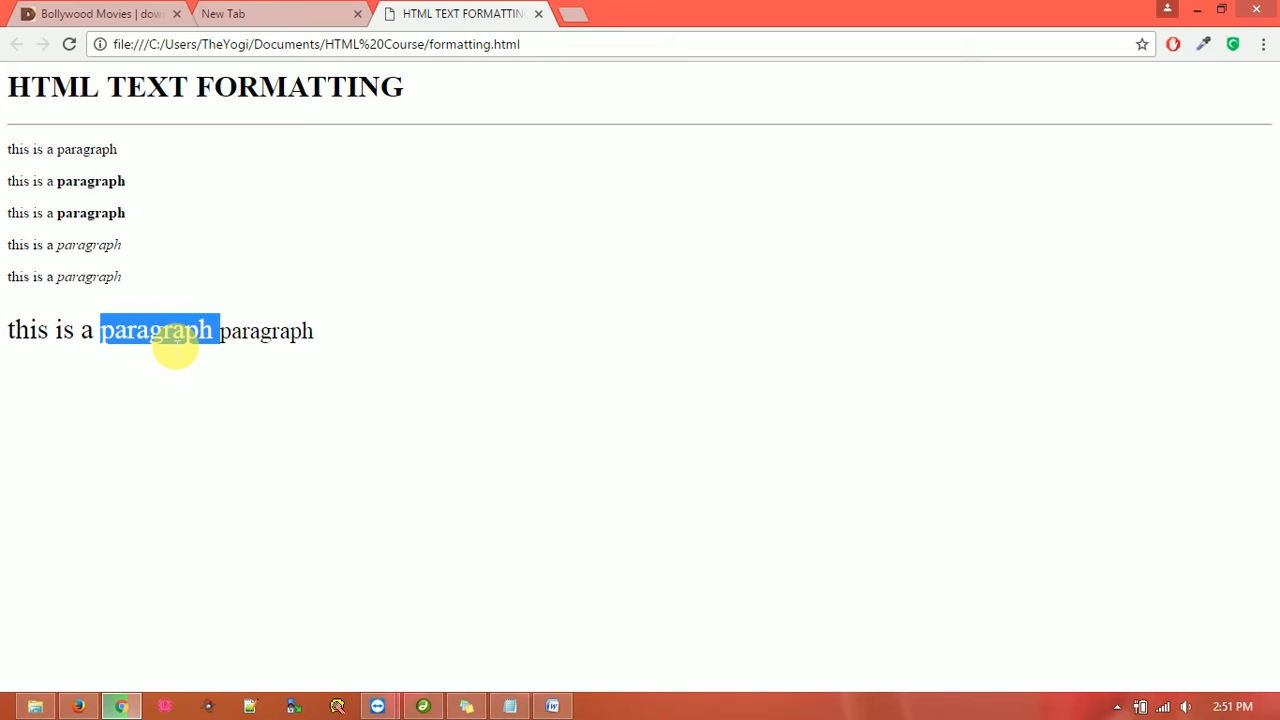 Bollywood Movies | dow
New Tab
HTML TEXT FORMATTING
file:///C:/Users/TheYogi/Documents/HTML%20Course/formatting.html
HTML TEXT FORMATTING
this is a paragraph
this is a paragraph
this is a paragraph
this is a paragraph
this is a paragraph
this is a paragraph paragraph
2:51 PM